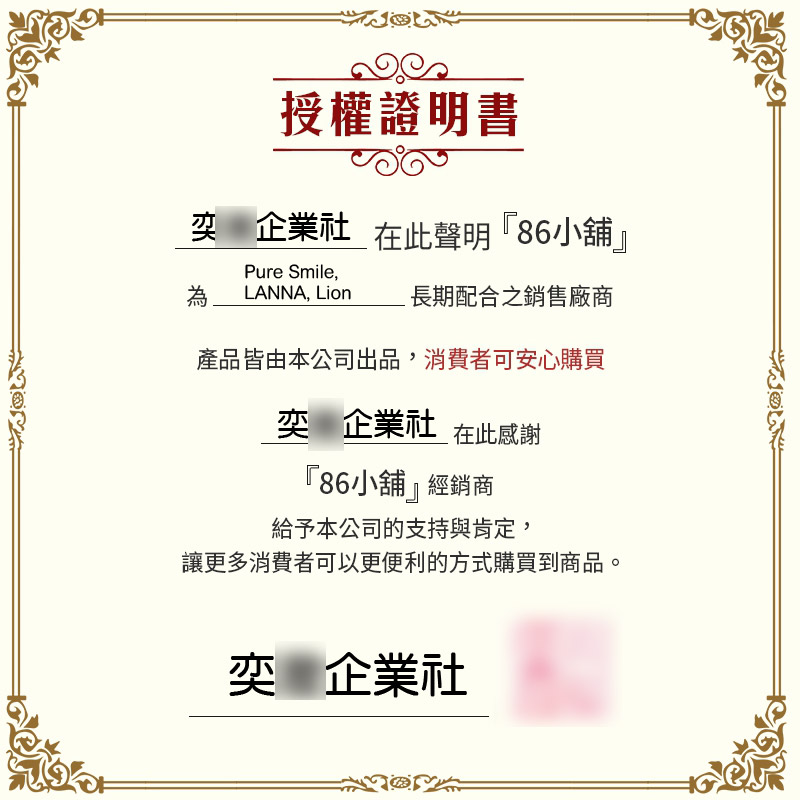 授權證明書
奕企業社 在此聲明『86小舖』
為 Pure Smile, LANNA, Lion 長期配合之銷售廠商
產品皆由本公司出品，消費者可安心購買
奕企業社 在此感謝
『86小舖』經銷商
給予本公司的支持與肯定，
讓更多消費者可以更便利的方式購買到商品。
奕企業社